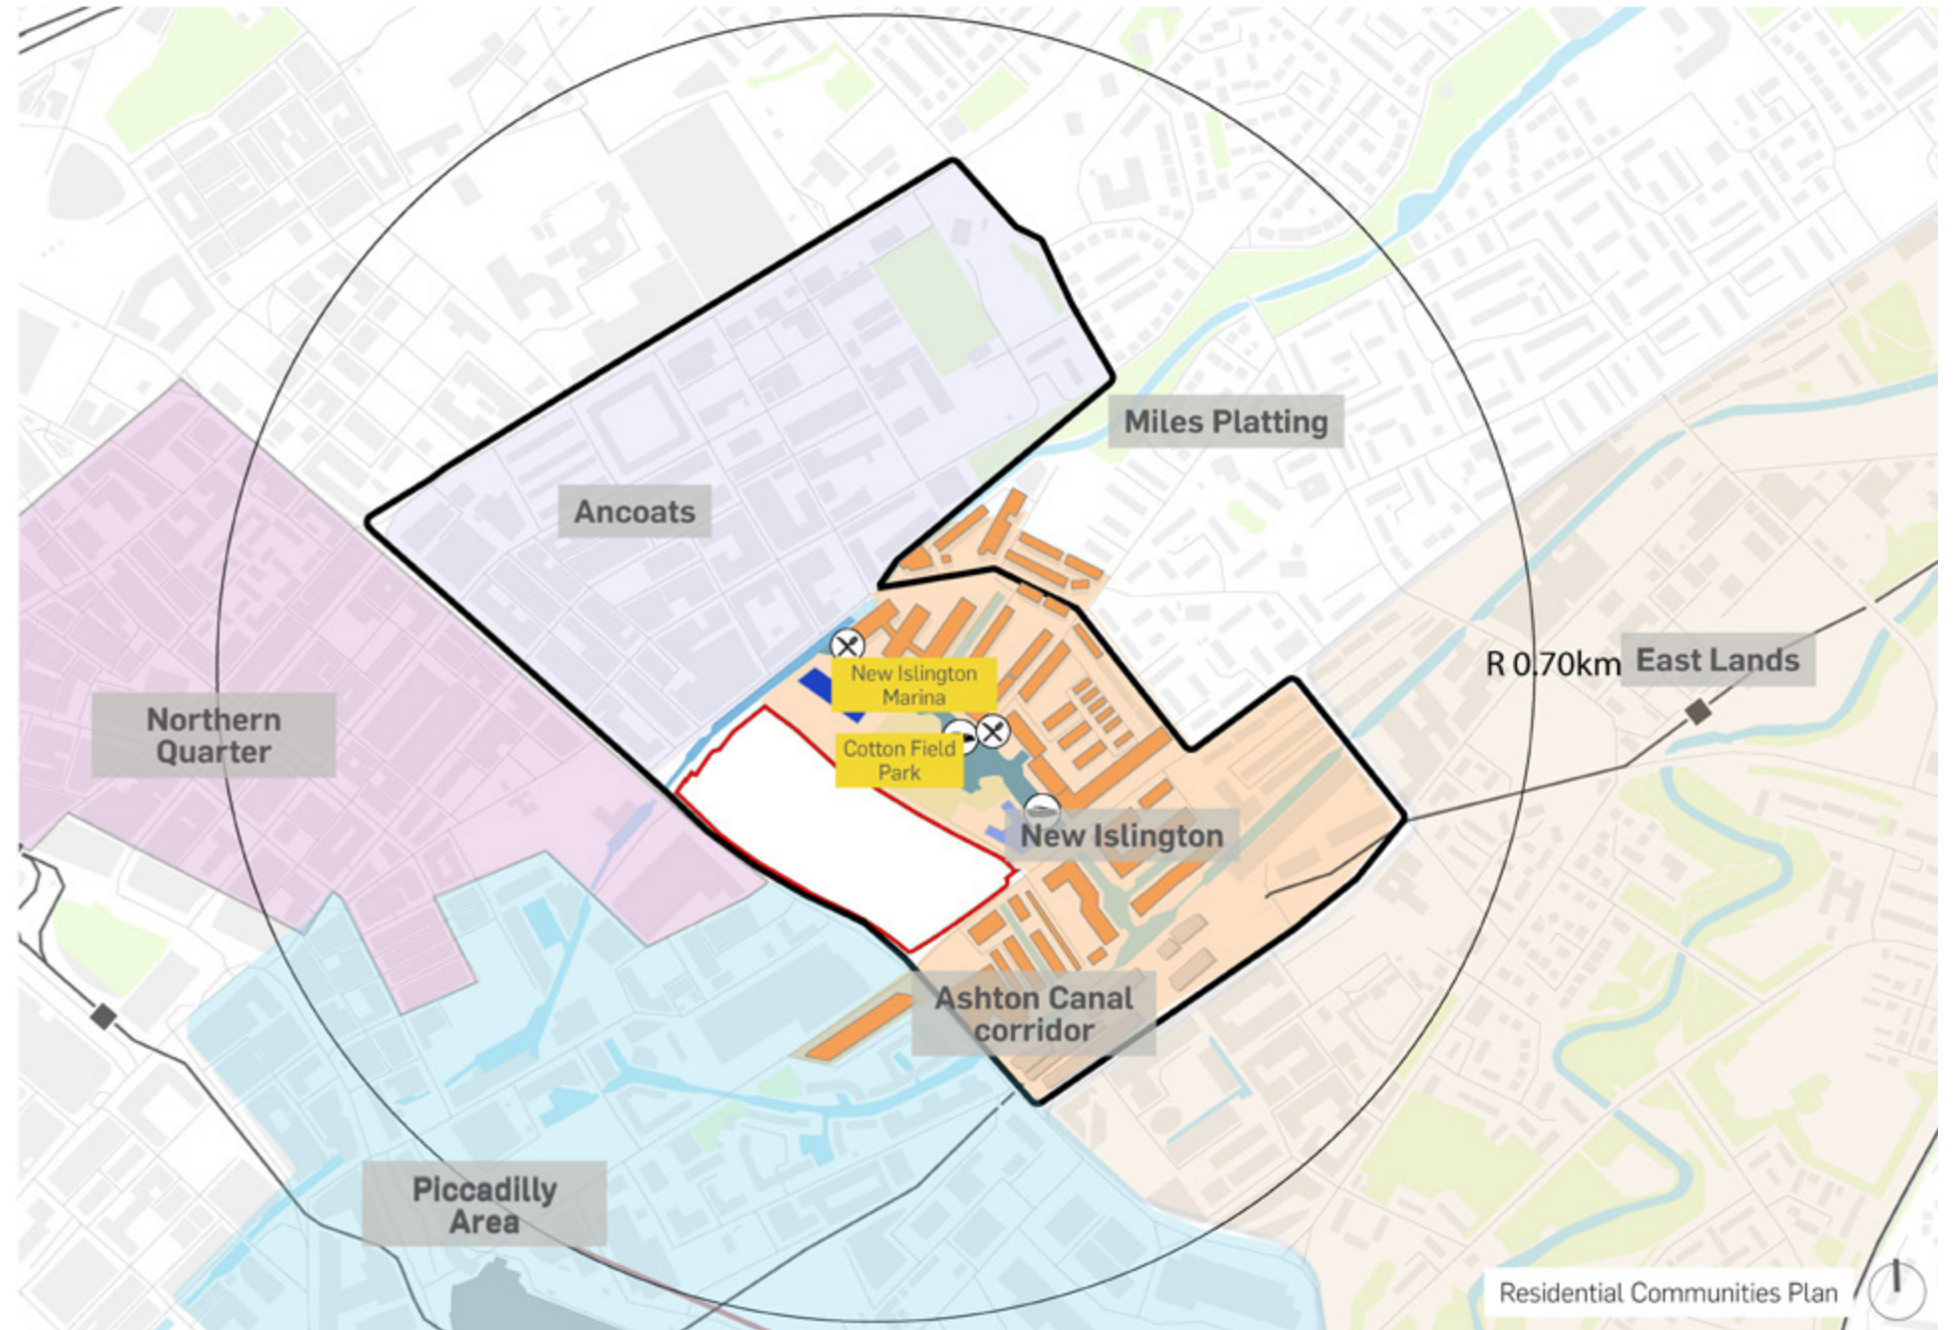 Miles Platting
Ancoats
R 0.70km
East Lands
New Islington
Marina
Northern
Quarter
Cotton Field
Park
New Islington
Ashton Canal
corridor
Piccadilly
Area
Residential Communities Plan